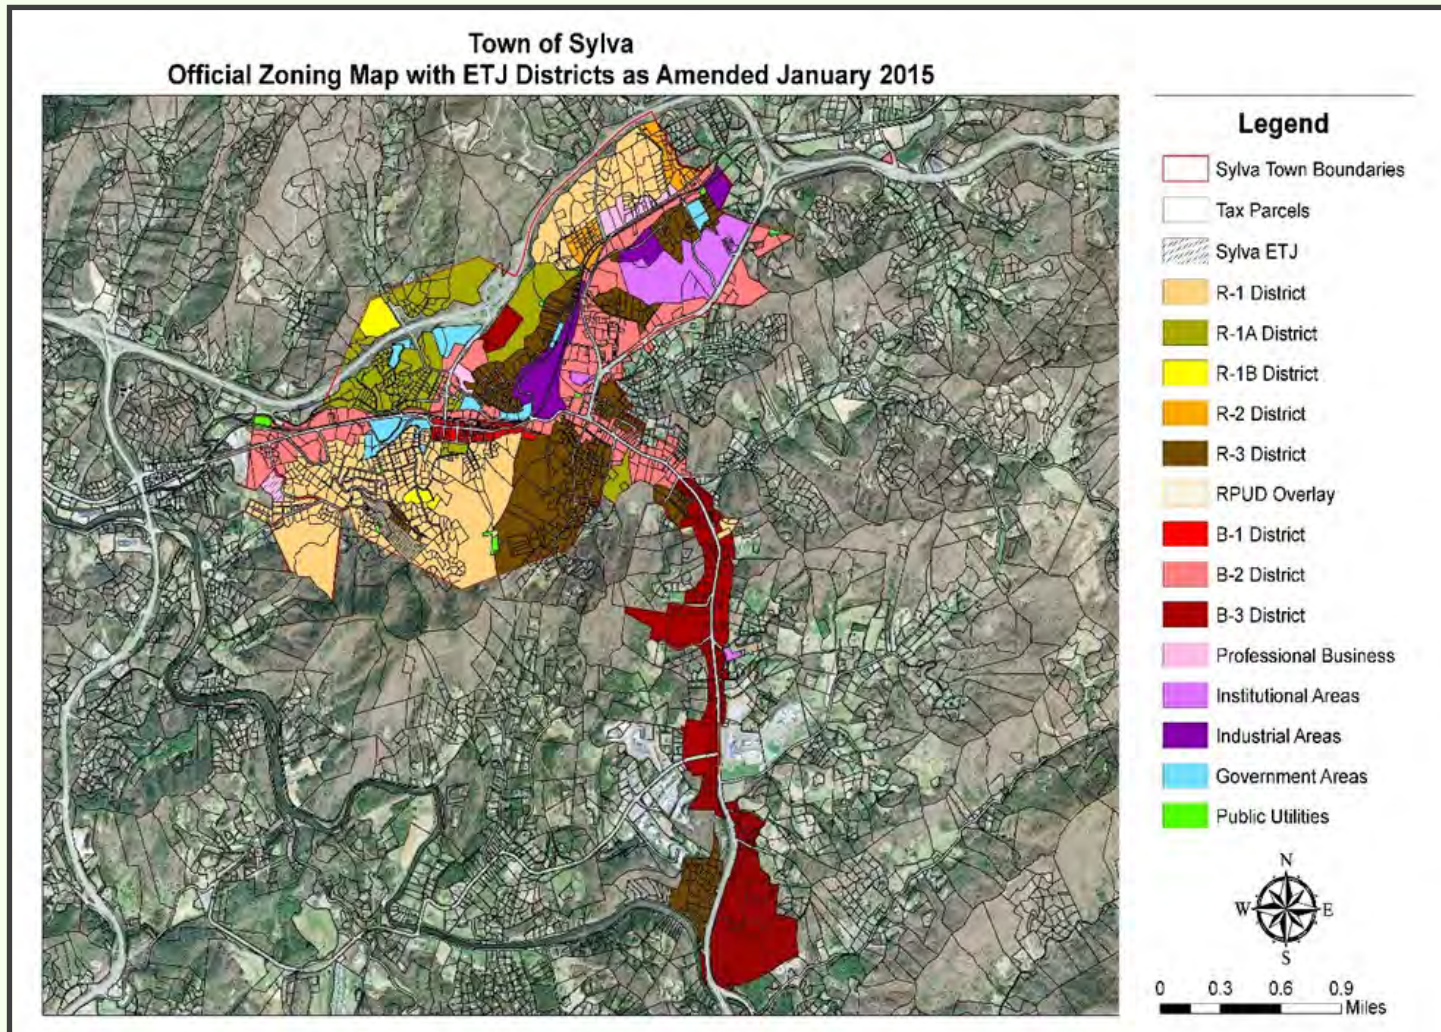 Town of Sylva
Official Zoning Map with ETJ Districts as Amended January 2015
Legend
Sylva Town Boundaries
Tax Parcels
Sylva ETJ
R-1 District
R-1A District
R-1B District
R-2 District
R-3 District
RPUD Overlay
B-1 District
B-2 District
B-3 District
Professional Business
Institutional Areas
Industrial Areas
Government Areas
Public Utilities
N
W E
S
0 0.3 0.6 0.9
Miles